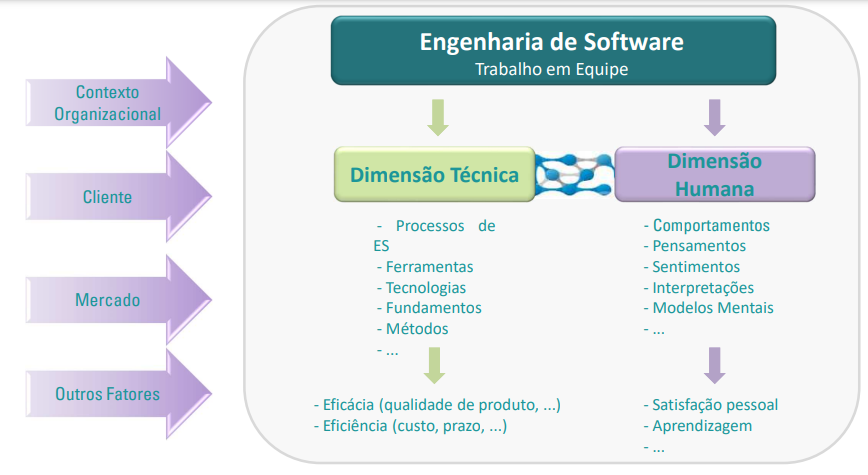 Engenharia de Software
Trabalho em Equipe
Contexto
Organizacional
Cliente
Mercado
Outros Fatores
Dimensão Técnica
- Processos de
ES
- Ferramentas
- Tecnologias
- Fundamentos
- Métodos
- ...
- Eficácia (qualidade de produto, ...)
- Eficiência (custo, prazo, ...)
Dimensão
Humana
- Comportamentos
- Pensamentos
- Sentimentos
- Interpretações
- Modelos Mentais
- ...
- Satisfação pessoal
- Aprendizagem
- ...